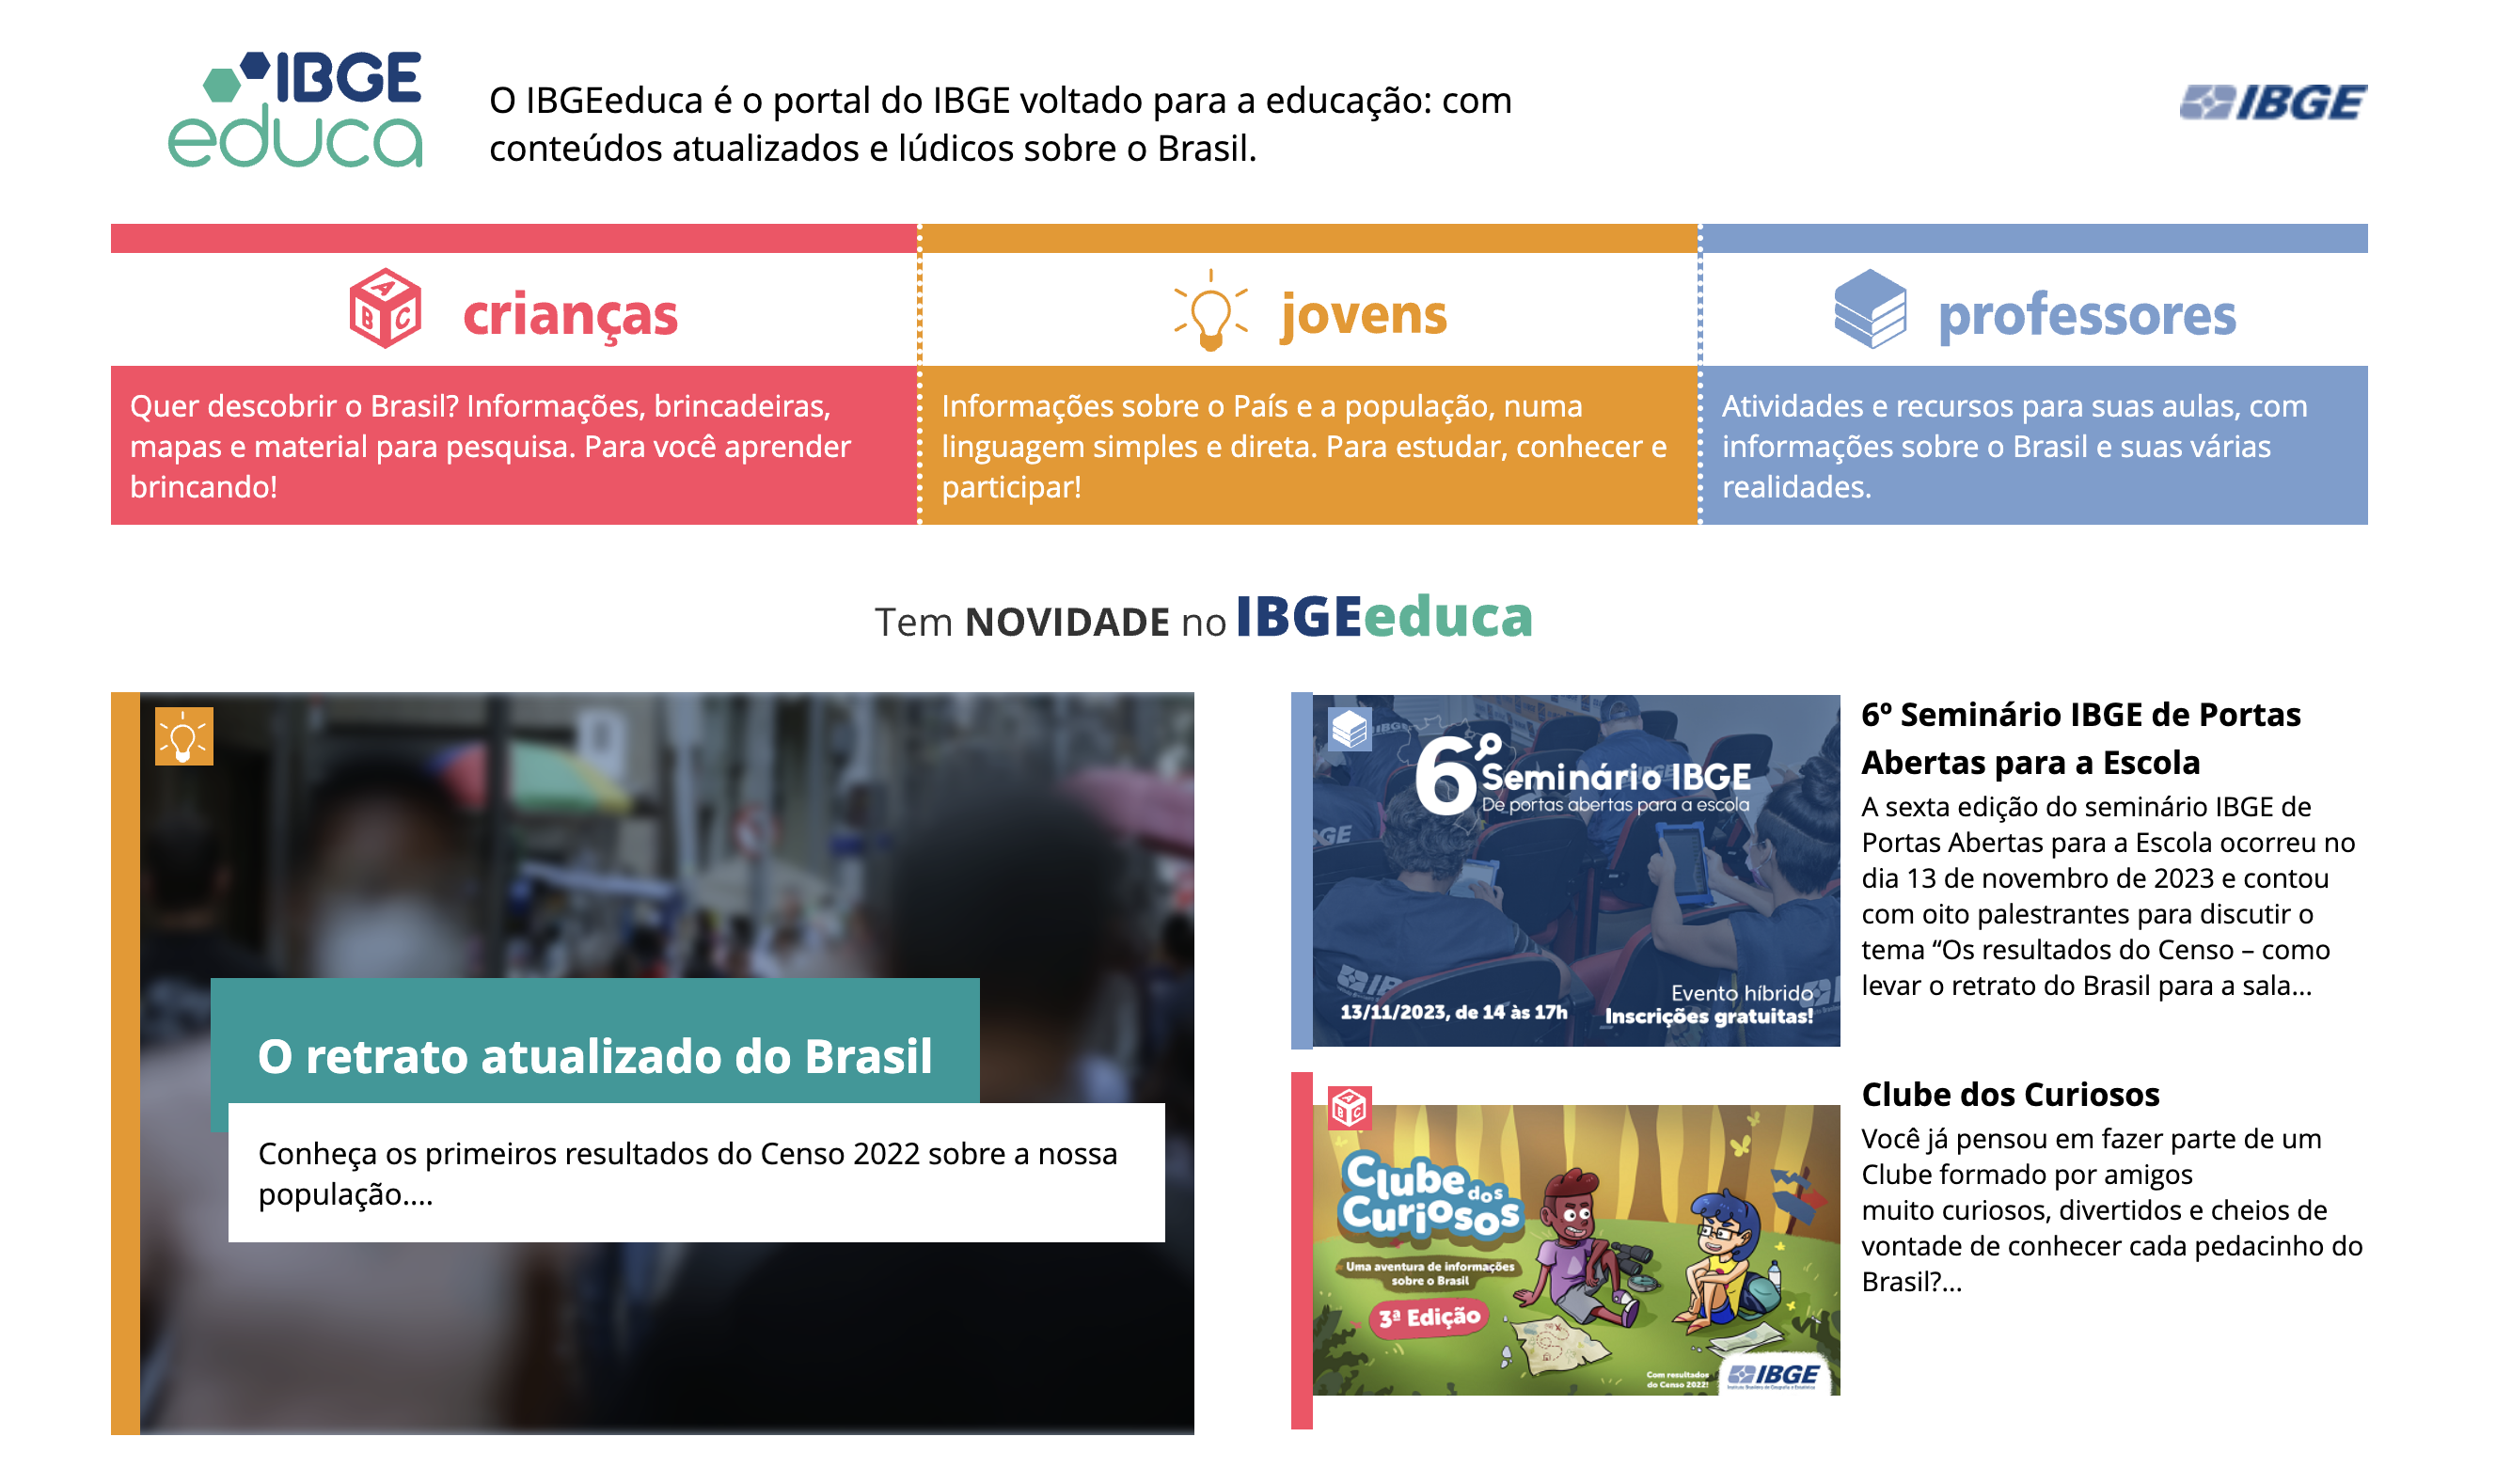 IBGE
educa
O IBGEeduca é o portal do IBGE voltado para a educação: com
conteúdos atualizados e lúdicos sobre o Brasil.
IBGE
crianças
Quer descobrir o Brasil? Informações, brincadeiras,
mapas e material para pesquisa. Para você aprender
brincando!
jovens
Informações sobre o País e a população, numa
linguagem simples e direta. Para estudar, conhecer e
participar!
professores
Atividades e recursos para suas aulas, com
informações sobre o Brasil e suas várias
realidades.
Tem NOVIDADE no IBGEeduca
O retrato atualizado do Brasil
Conheça os primeiros resultados do Censo 2022 sobre a nossa
população....
6º Seminário IBGE
De portas abertas para a escola
13/11/2023, de 14 às 17h
Evento híbrido
Inscrições gratuitas!
6º Seminário IBGE de Portas
Abertas para a Escola
A sexta edição do seminário IBGE de
Portas Abertas para a Escola ocorreu no
dia 13 de novembro de 2023 e contou
com oito palestrantes para discutir o
tema “Os resultados do Censo – como
levar o retrato do Brasil para a sala...
Clube dos
Curiosos
Uma aventura de informações
sobre o Brasil
3ª Edição
Com resultados
do Censo 2022!
IBGE
Clube dos Curiosos
Você já pensou em fazer parte de um
Clube formado por amigos
muito curiosos, divertidos e cheios de
vontade de conhecer cada pedacinho do
Brasil?...